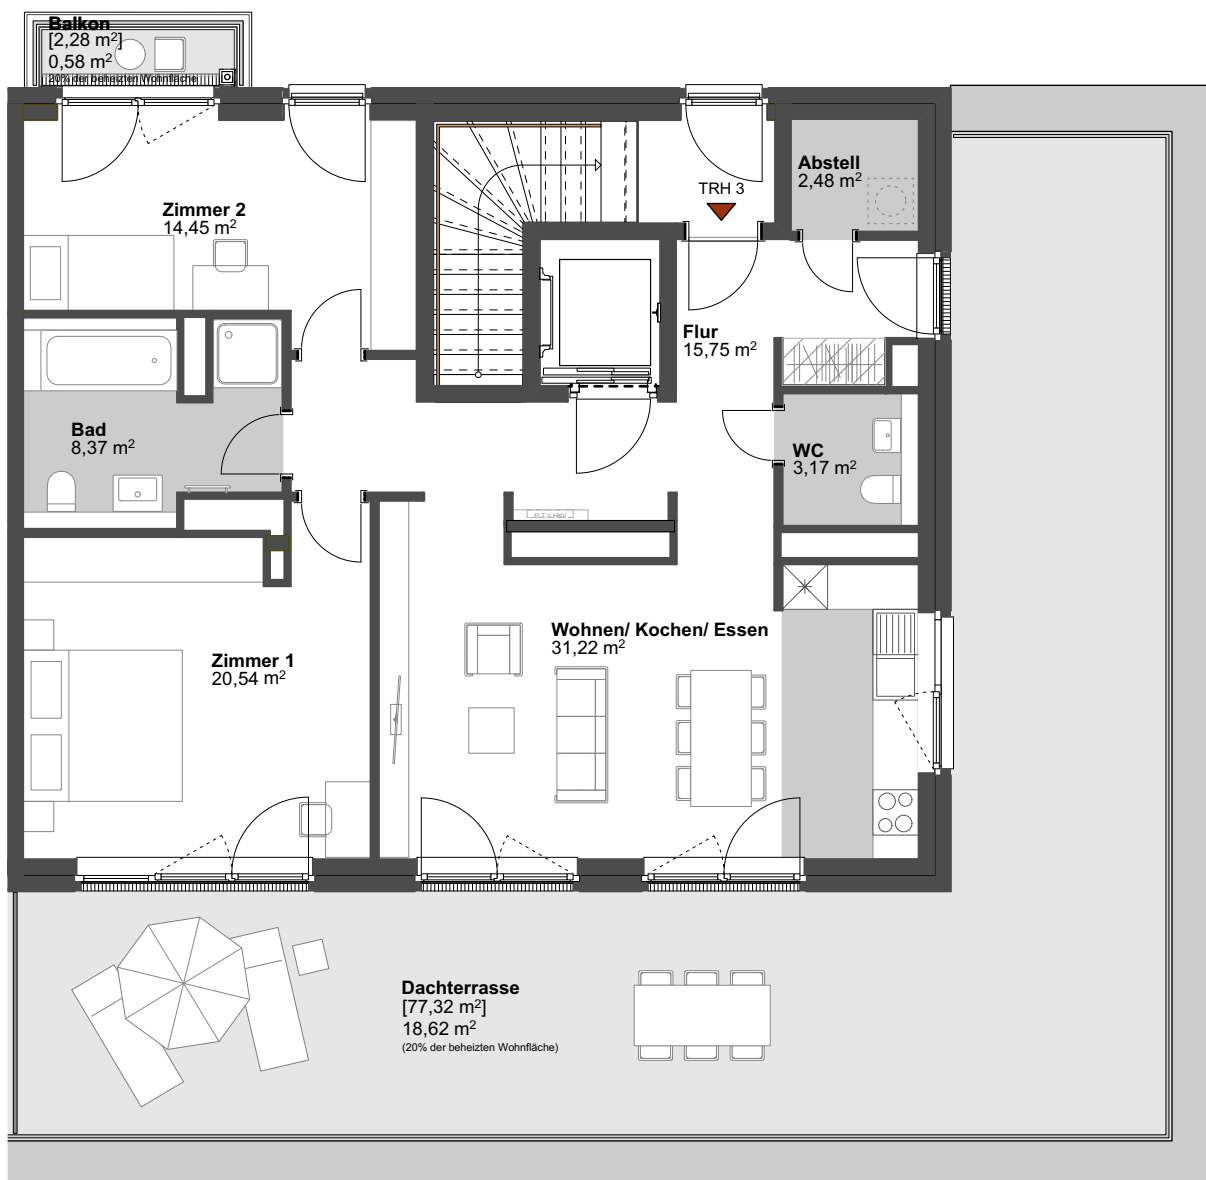 Balkon
[2,28 m²]
0,58 m²
20% der beheizten Wohnfläche
Zimmer 2
14,45 m²
TRH 3
Abstell
2,48 m²
Flur
15,75 m²
Bad
8,37 m²
WC
3,17 m²
Wohnen/ Kochen/ Essen
31,22 m²
Zimmer 1
20,54 m²
Dachterrasse
[77,32 m²]
18,62 m²
(20% der beheizten Wohnfläche)